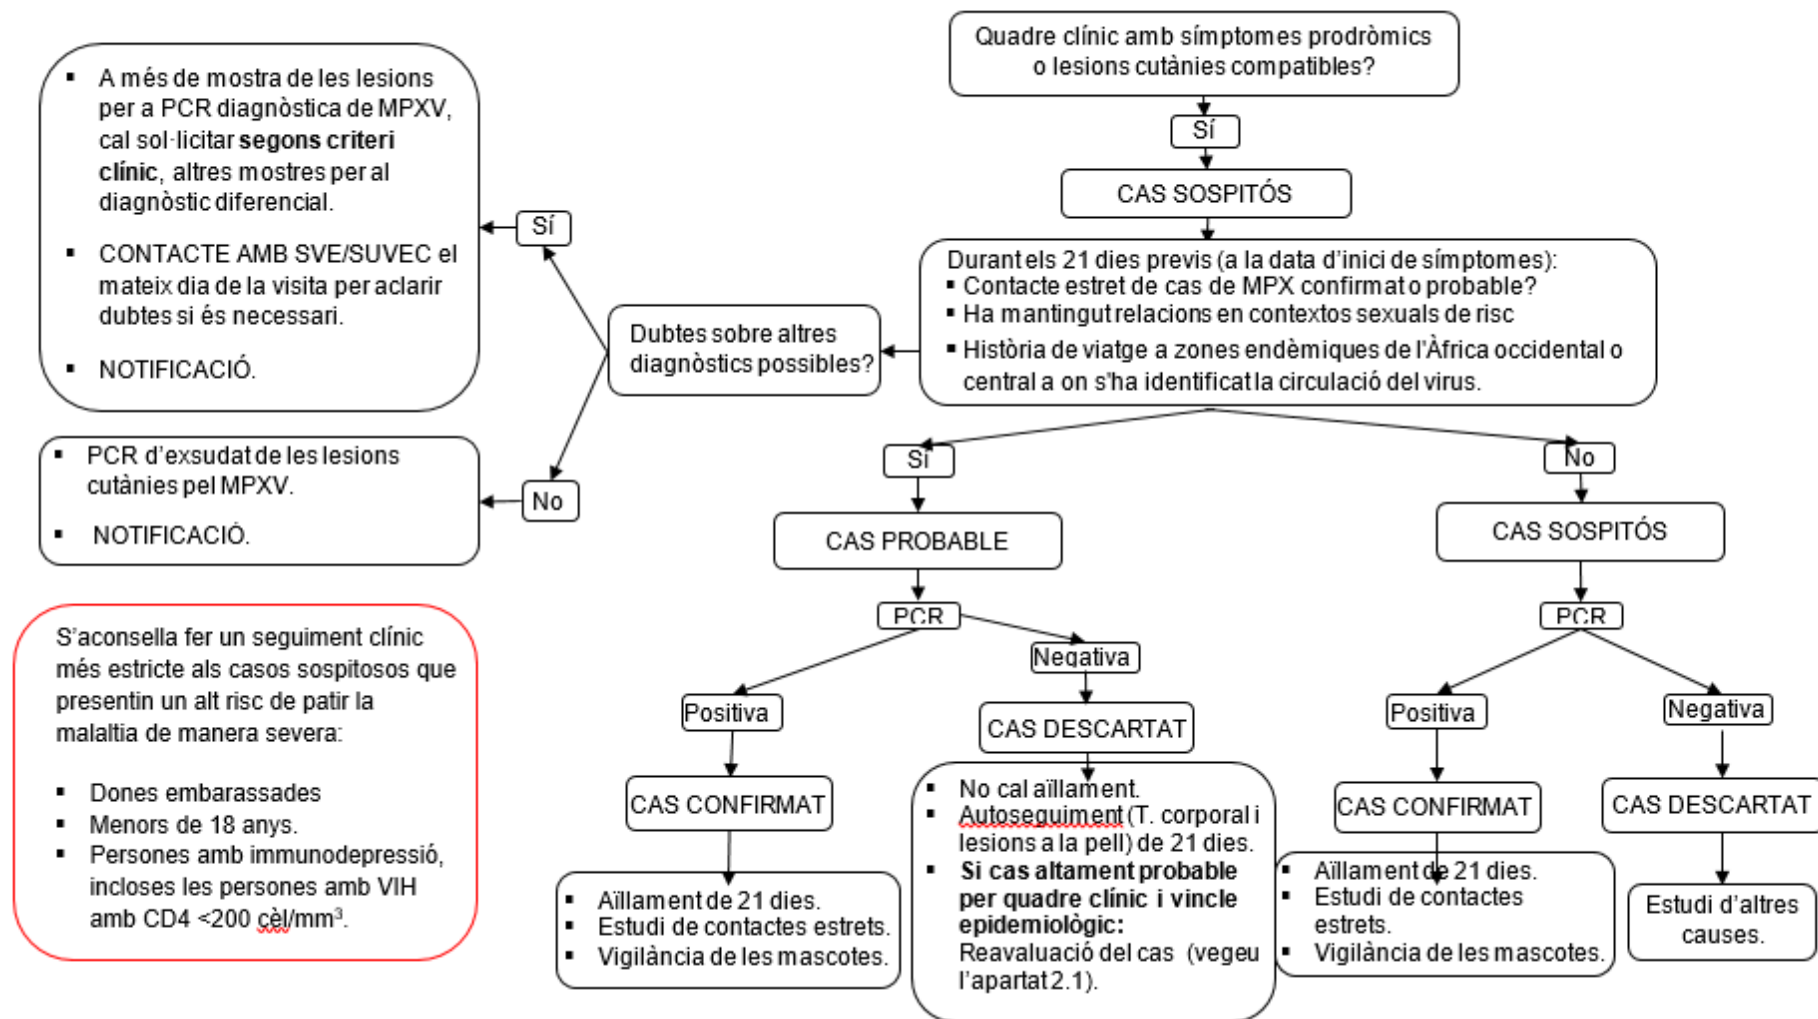 Quadre clínic amb símptomes prodròmics
o lesions cutànies compatibles?
Sí
CAS SOSPITÓS
Durant els 21 dies previs (a la data d'inici de símptomes):
▪ Contacte estret de cas de MPX confirmat o probable?
▪ Ha mantingut relacions en contextos sexuals de risc
▪ Història de viatge a zones endèmiques de l'Àfrica occidental o
central a on s'ha identificat la circulació del virus.
Dubtes sobre altres
diagnòstics possibles?
Sí
▪ A més de mostra de les lesions
per a PCR diagnòstica de MPXV,
cal sol·licitar segons criteri
clínic, altres mostres per al
diagnòstic diferencial.
▪ CONTACTE AMB SVE/SUVEC el
mateix dia de la visita per aclarir
dubtes si és necessari.
▪ NOTIFICACIÓ.
No
▪ PCR d'exsudat de les lesions
cutànies pel MPXV.
▪ NOTIFICACIÓ.
Sí
CAS PROBABLE
PCR
Positiva
CAS CONFIRMAT
▪ Aïllament de 21 dies.
▪ Estudi de contactes estrets.
▪ Vigilància de les mascotes.
Negativa
CAS DESCARTAT
▪ No cal aïllament.
▪ Autoseguiment (T. corporal i
lesions a la pell) de 21 dies.
▪ Si cas altament probable
per quadre clínic i vincle
epidemiològic:
Reavaluació del cas (vegeu
l'apartat 2.1).
No
CAS SOSPITÓS
PCR
Positiva
CAS CONFIRMAT
▪ Aïllament de 21 dies.
▪ Estudi de contactes
estrets.
▪ Vigilància de les mascotes.
Negativa
CAS DESCARTAT
Estudi d'altres
causes.
S'aconsella fer un seguiment clínic
més estricte als casos sospitosos que
presentin un alt risc de patir la
malaltia de manera severa:
▪ Dones embarassades
▪ Menors de 18 anys.
▪ Persones amb immunodepressió,
incloses les persones amb VIH
amb CD4 <200 cèl/mm³.